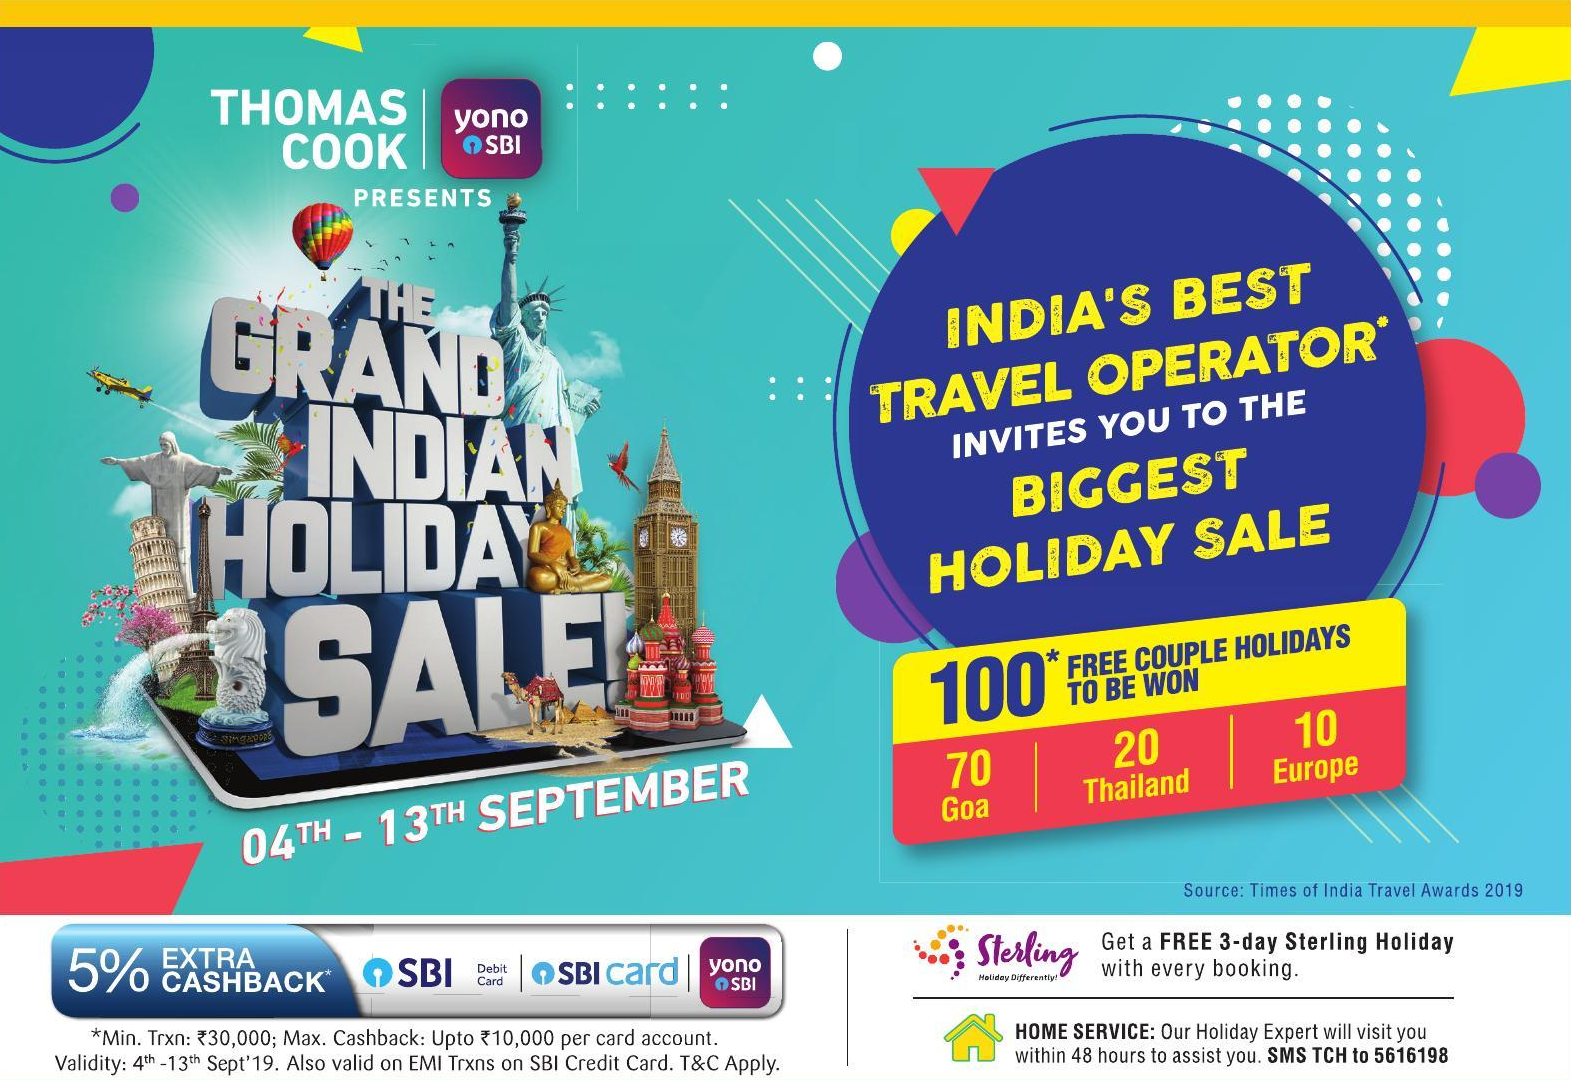 THOMAS
COOK
yono
SBI
PRESENTS
THE
GRAND
INDIAN
HOLIDAY
SALE!
singapore
04TH - 13TH SEPTEMBER
INDIA'S BEST
TRAVEL OPERATOR*
INVITES YOU TO THE
BIGGEST
HOLIDAY SALE
100* FREE COUPLE HOLIDAYS
TO BE WON
70
Goa
20
Thailand
10
Europe
Source: Times of India Travel Awards 2019
5% EXTRA
CASHBACK*
SBI Debit
Card
SBI card
yono
SBI
*Min. Trxn: ₹30,000; Max. Cashback: Upto ₹10,000 per card account.
Validity: 4th -13th Sept'19. Also valid on EMI Trxns on SBI Credit Card. T&C Apply.
Sterling
Holiday Differently!
Get a FREE 3-day Sterling Holiday
with every booking.
HOME SERVICE: Our Holiday Expert will visit you
within 48 hours to assist you. SMS TCH to 5616198